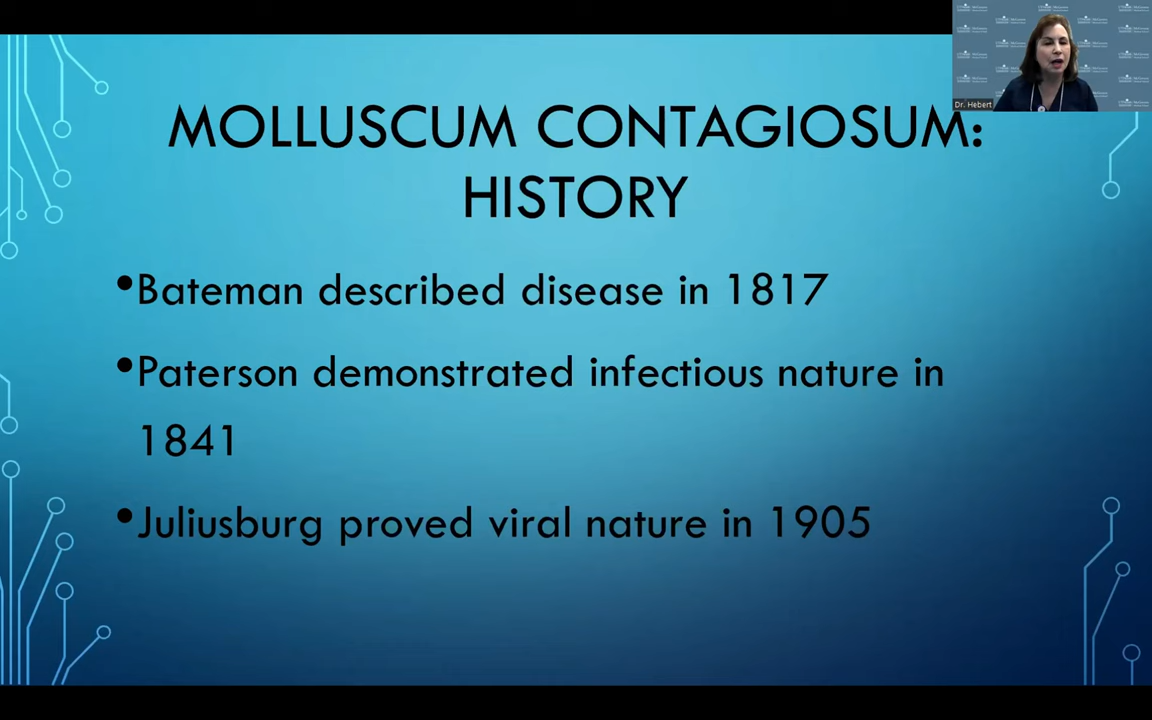 MOLLUSCUM CONTAGIOSUM:
HISTORY
•Bateman described disease in 1817
•Paterson demonstrated infectious nature in
1841
•Juliusburg proved viral nature in 1905
Dr. Hebert